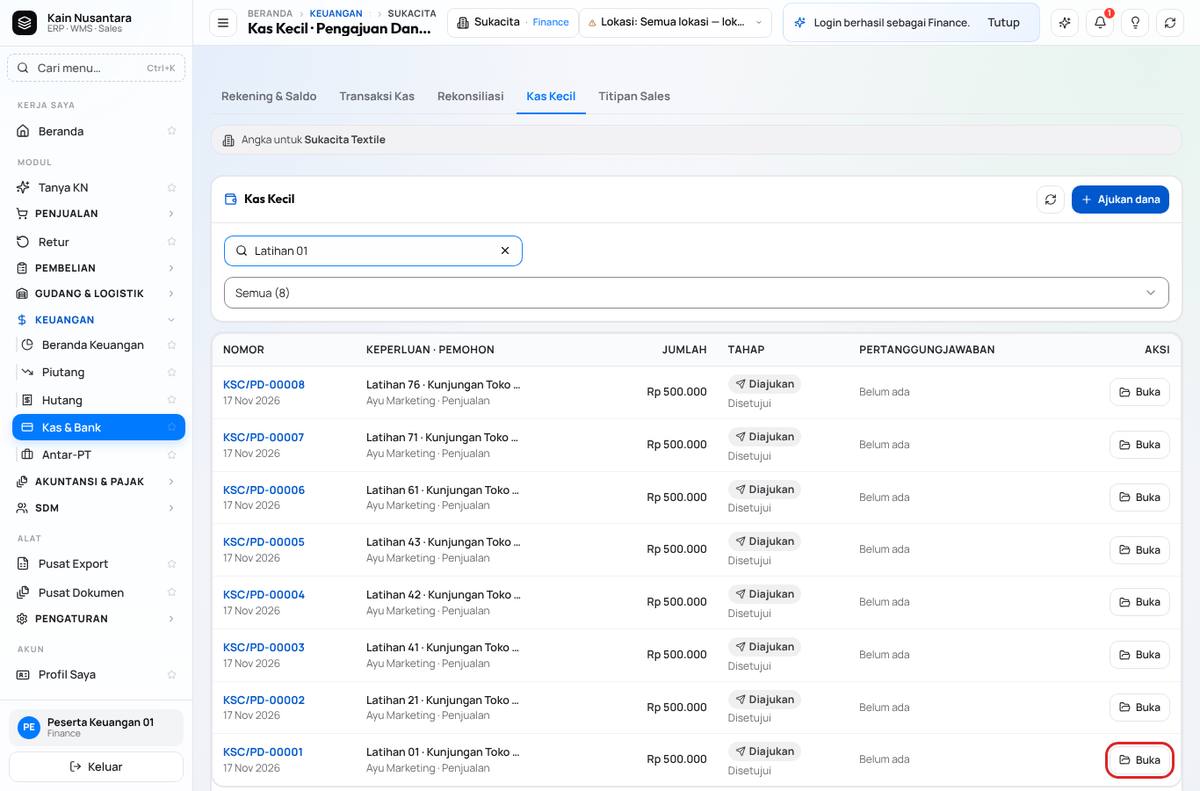 Kain Nusantara
ERP · WMS · Sales
Cari menu...
Ctrl+K
KERJA SAYA
Beranda
MODUL
Tanya KN
PENJUALAN
Retur
PEMBELIAN
GUDANG & LOGISTIK
KEUANGAN
Beranda Keuangan
Piutang
Hutang
Kas & Bank
Antar-PT
AKUNTANSI & PAJAK
SDM
ALAT
Pusat Export
Pusat Dokumen
PENGATURAN
AKUN
Profil Saya
PE
Peserta Keuangan 01
Finance
Keluar
BERANDA › KEUANGAN › SUKACITA
Kas Kecil · Pengajuan Dan...
Sukacita · Finance
Lokasi: Semua lokasi — lok...
Login berhasil sebagai Finance. Tutup
1
Rekening & Saldo
Transaksi Kas
Rekonsiliasi
Kas Kecil
Titipan Sales
Angka untuk Sukacita Textile
Kas Kecil
Ajukan dana
Latihan 01
Semua (8)
NOMOR KEPERLUAN · PEMOHON JUMLAH TAHAP PERTANGGUNGJAWABAN AKSI
KSC/PD-00008 Latihan 76 · Kunjungan Toko ... Rp 500.000 Diajukan Belum ada Buka
17 Nov 2026 Ayu Marketing · Penjualan Disetujui
KSC/PD-00007 Latihan 71 · Kunjungan Toko ... Rp 500.000 Diajukan Belum ada Buka
17 Nov 2026 Ayu Marketing · Penjualan Disetujui
KSC/PD-00006 Latihan 61 · Kunjungan Toko ... Rp 500.000 Diajukan Belum ada Buka
17 Nov 2026 Ayu Marketing · Penjualan Disetujui
KSC/PD-00005 Latihan 43 · Kunjungan Toko ... Rp 500.000 Diajukan Belum ada Buka
17 Nov 2026 Ayu Marketing · Penjualan Disetujui
KSC/PD-00004 Latihan 42 · Kunjungan Toko ... Rp 500.000 Diajukan Belum ada Buka
17 Nov 2026 Ayu Marketing · Penjualan Disetujui
KSC/PD-00003 Latihan 41 · Kunjungan Toko ... Rp 500.000 Diajukan Belum ada Buka
17 Nov 2026 Ayu Marketing · Penjualan Disetujui
KSC/PD-00002 Latihan 21 · Kunjungan Toko ... Rp 500.000 Diajukan Belum ada Buka
17 Nov 2026 Ayu Marketing · Penjualan Disetujui
KSC/PD-00001 Latihan 01 · Kunjungan Toko ... Rp 500.000 Diajukan Belum ada Buka
17 Nov 2026 Ayu Marketing · Penjualan Disetujui